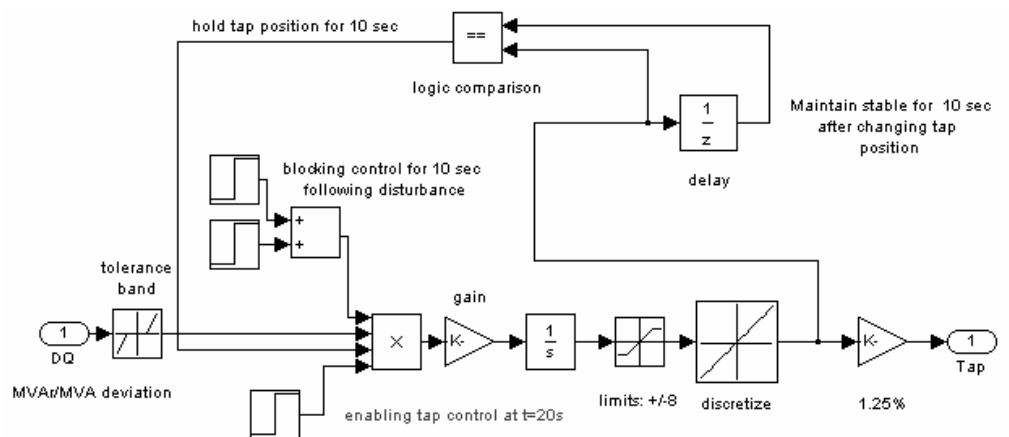 hold tap position for 10 sec
==
logic comparison
1
z
delay
Maintain stable for 10 sec
after changing tap
position
blocking control for 10 sec
following disturbance
+
+
tolerance
band
gain
1
DQ
MVAr/MVA deviation
×
K-
1
s
limits: +/-8
discretize
K-
1.25%
1
Tap
enabling tap control at t=20s